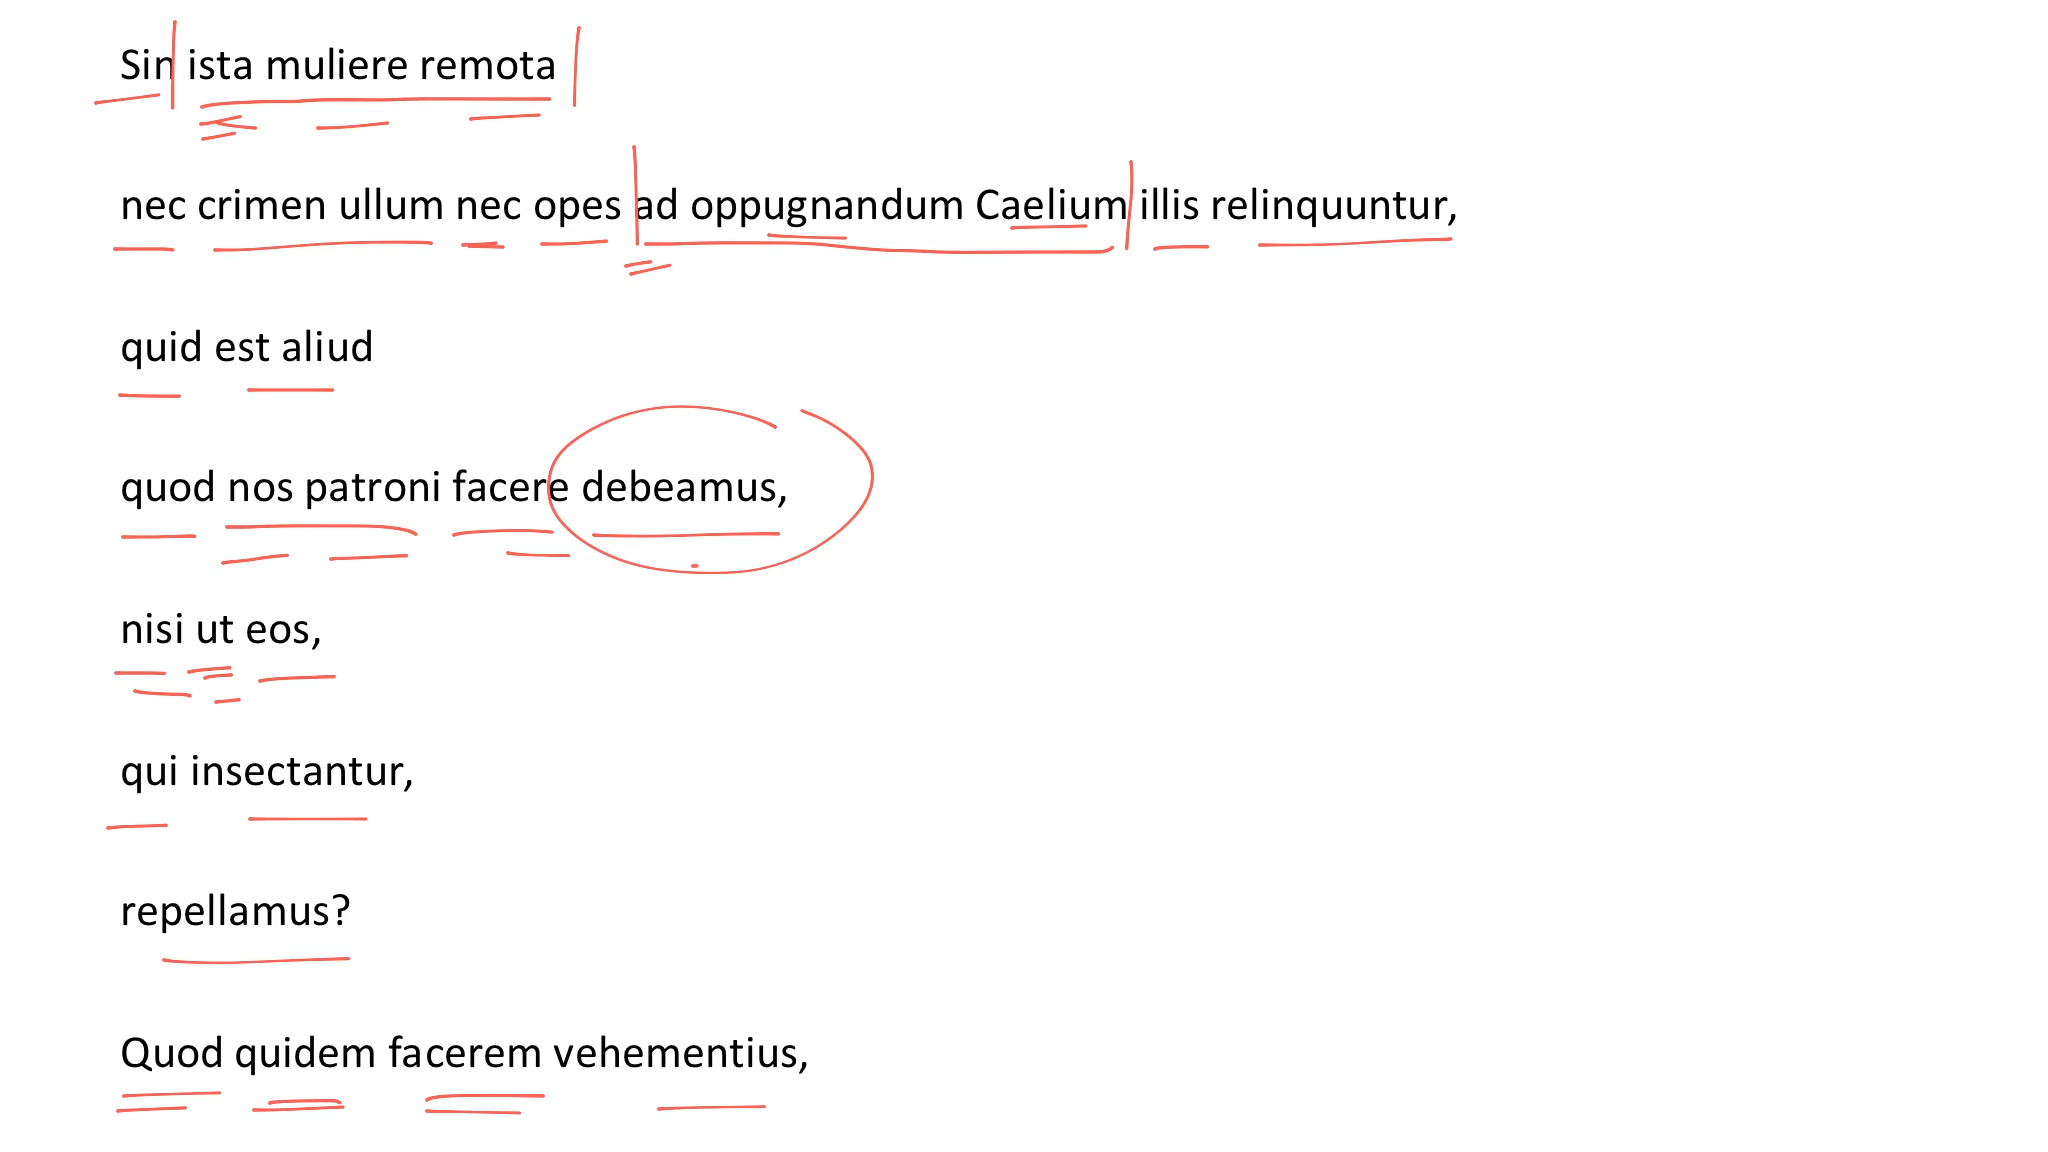 Sin ista muliere remota
nec crimen ullum nec opes ad oppugnandum Caelium illis relinquuntur,
quid est aliud
quod nos patroni facere debeamus,
nisi ut eos,
qui insectantur,
repellamus?
Quod quidem facerem vehementius,